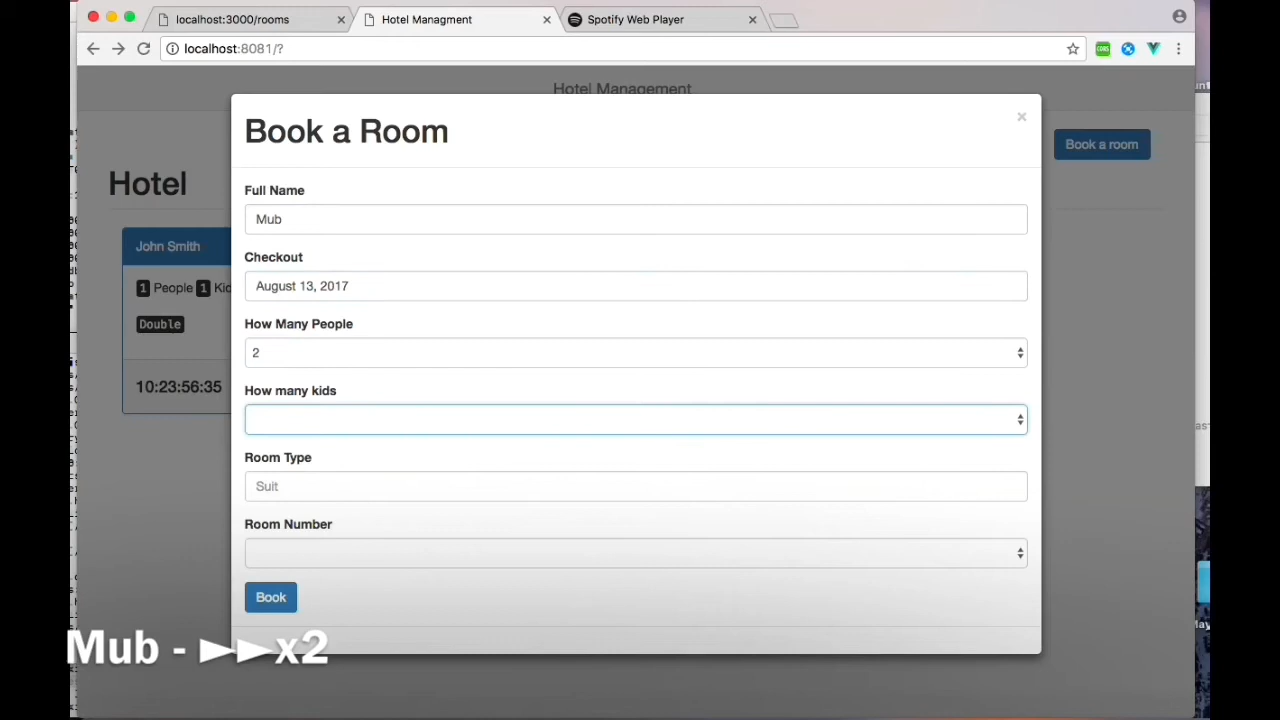 localhost:3000/rooms
Hotel Managment
Spotify Web Player
localhost:8081/?
Hotel Management
Book a room
Book a Room
Full Name
Mub
Hotel
Checkout
John Smith
August 13, 2017
1 People 1 Kid
How Many People
Double
2
10:23:56:35
How many kids
Room Type
Suit
Room Number
Book
Mub - ►►x2